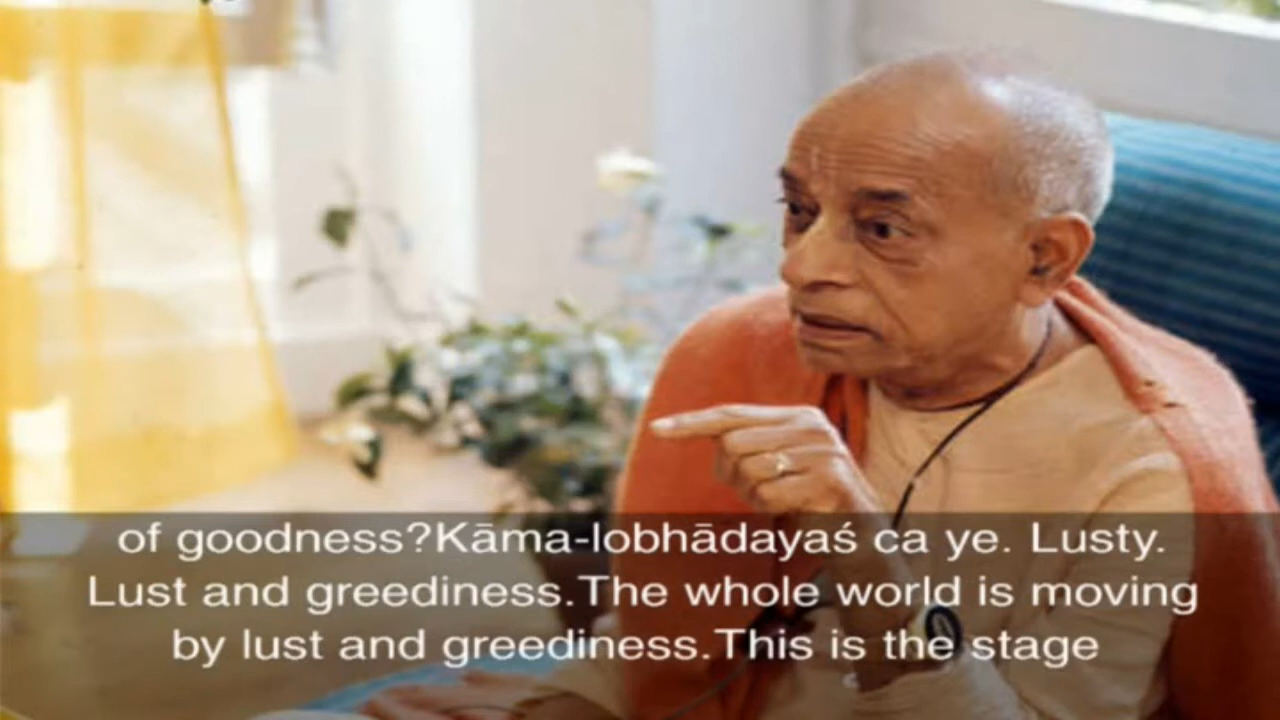 of goodness?Kāma-lobhādayaś ca ye. Lusty.
Lust and greediness.The whole world is moving
by lust and greediness.This is the stage